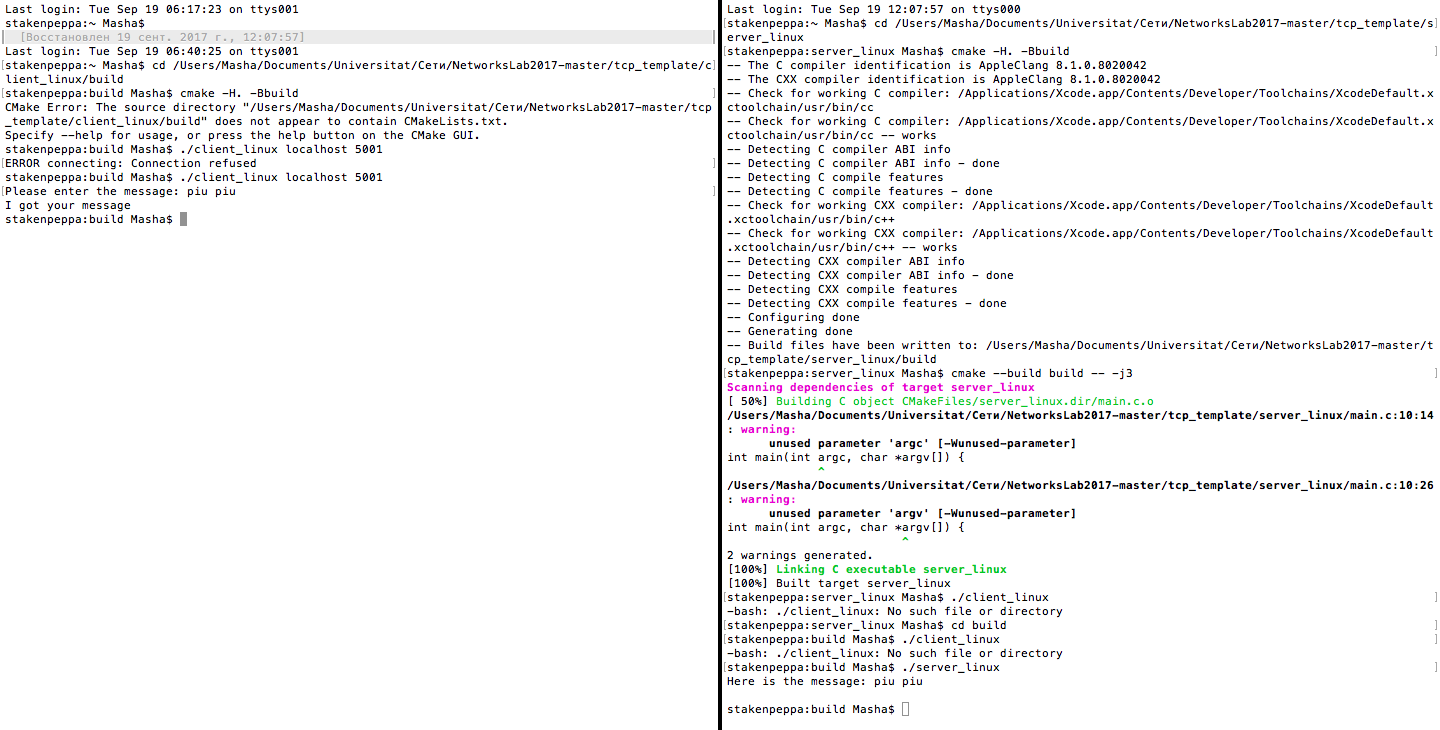 Last login: Tue Sep 19 06:17:23 on ttys001
stakenpeppa:~ Masha$
[Восстановлен 19 сент. 2017 г., 12:07:57]
Last login: Tue Sep 19 06:40:25 on ttys001
[stakenpeppa:~ Masha$ cd /Users/Masha/Documents/Universitat/Сети/NetworksLab2017-master/tcp_template/c]
lient_linux/build
[stakenpeppa:build Masha$ cmake -H. -Bbuild ]
CMake Error: The source directory "/Users/Masha/Documents/Universitat/Сети/NetworksLab2017-master/tcp
_template/client_linux/build" does not appear to contain CMakeLists.txt.
Specify --help for usage, or press the help button on the CMake GUI.
stakenpeppa:build Masha$ ./client_linux localhost 5001
[ERROR connecting: Connection refused ]
stakenpeppa:build Masha$ ./client_linux localhost 5001
[Please enter the message: piu piu ]
I got your message
stakenpeppa:build Masha$
Last login: Tue Sep 19 12:07:57 on ttys000
[stakenpeppa:~ Masha$ cd /Users/Masha/Documents/Universitat/Сети/NetworksLab2017-master/tcp_template/s]
erver_linux
[stakenpeppa:server_linux Masha$ cmake -H. -Bbuild ]
-- The C compiler identification is AppleClang 8.1.0.8020042
-- The CXX compiler identification is AppleClang 8.1.0.8020042
-- Check for working C compiler: /Applications/Xcode.app/Contents/Developer/Toolchains/XcodeDefault.x
ctoolchain/usr/bin/cc
-- Check for working C compiler: /Applications/Xcode.app/Contents/Developer/Toolchains/XcodeDefault.x
ctoolchain/usr/bin/cc -- works
-- Detecting C compiler ABI info
-- Detecting C compiler ABI info - done
-- Detecting C compile features
-- Detecting C compile features - done
-- Check for working CXX compiler: /Applications/Xcode.app/Contents/Developer/Toolchains/XcodeDefault
.xctoolchain/usr/bin/c++
-- Check for working CXX compiler: /Applications/Xcode.app/Contents/Developer/Toolchains/XcodeDefault
.xctoolchain/usr/bin/c++ -- works
-- Detecting CXX compiler ABI info
-- Detecting CXX compiler ABI info - done
-- Detecting CXX compile features
-- Detecting CXX compile features - done
-- Configuring done
-- Generating done
-- Build files have been written to: /Users/Masha/Documents/Universitat/Сети/NetworksLab2017-master/t
cp_template/server_linux/build
[stakenpeppa:server_linux Masha$ cmake --build build -- -j3 ]
Scanning dependencies of target server_linux
[ 50%] Building C object CMakeFiles/server_linux.dir/main.c.o
/Users/Masha/Documents/Universitat/Сети/NetworksLab2017-master/tcp_template/server_linux/main.c:10:14
: warning:
unused parameter 'argc' [-Wunused-parameter]
int main(int argc, char *argv[]) {
^
/Users/Masha/Documents/Universitat/Сети/NetworksLab2017-master/tcp_template/server_linux/main.c:10:26
: warning:
unused parameter 'argv' [-Wunused-parameter]
int main(int argc, char *argv[]) {
^
2 warnings generated.
[100%] Linking C executable server_linux
[100%] Built target server_linux
[stakenpeppa:server_linux Masha$ ./client_linux ]
-bash: ./client_linux: No such file or directory
[stakenpeppa:server_linux Masha$ cd build ]
[stakenpeppa:build Masha$ ./client_linux ]
-bash: ./client_linux: No such file or directory
[stakenpeppa:build Masha$ ./server_linux ]
Here is the message: piu piu
stakenpeppa:build Masha$